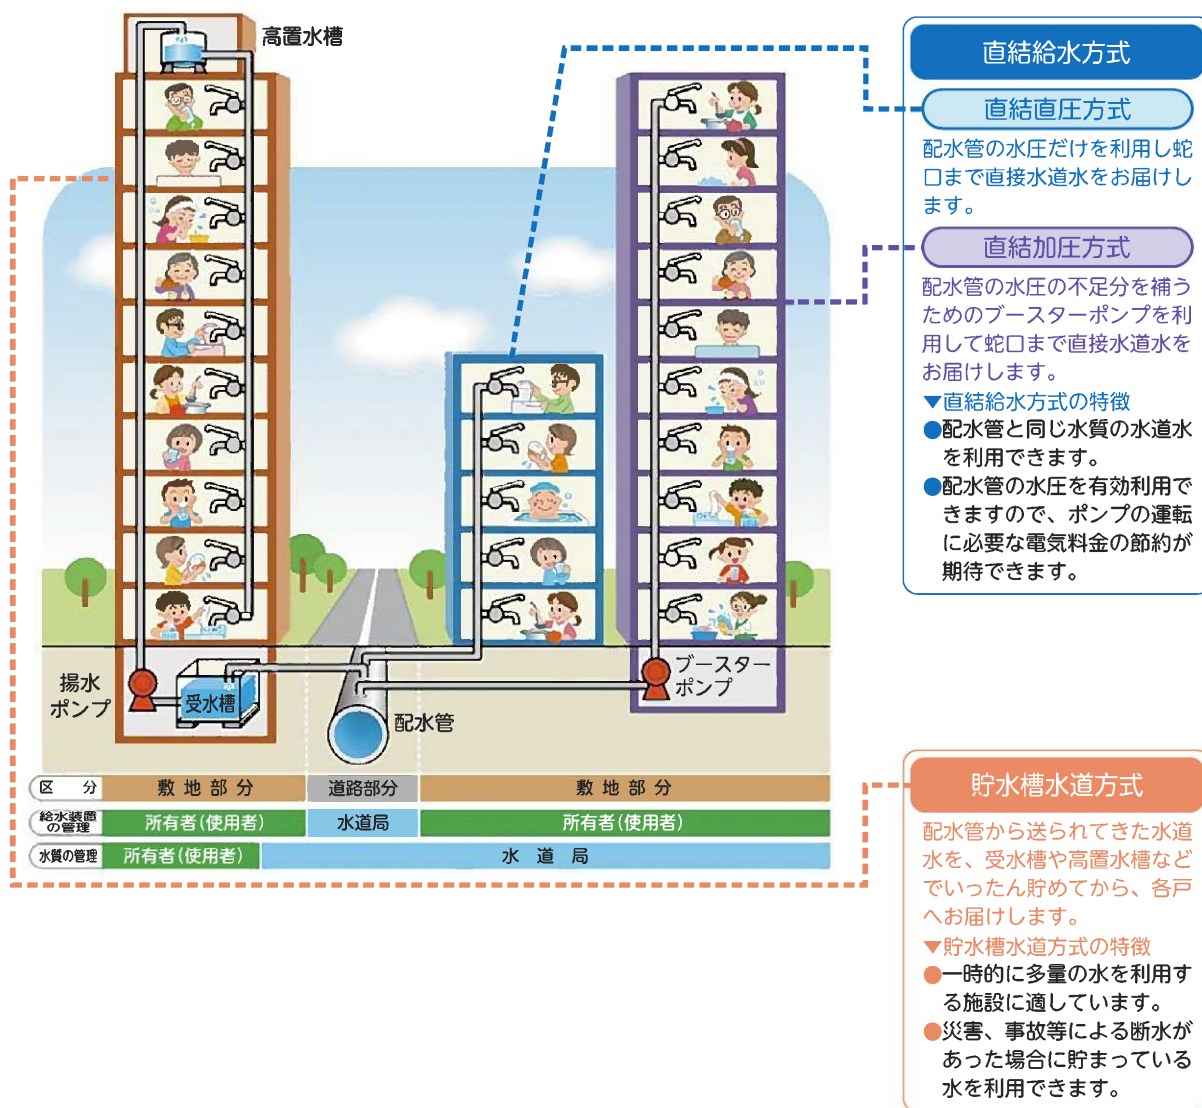 高置水槽
揚水
ポンプ
受水槽
配水管
ブースター
ポンプ
区 分
敷地部分
道路部分
敷地部分
給水装置
の管理
所有者(使用者)
水道局
所有者(使用者)
水質の管理
所有者(使用者)
水道局
直結給水方式
直結直圧方式
配水管の水圧だけを利用し蛇
口まで直接水道水をお届けし
ます。
直結加圧方式
配水管の水圧の不足分を補う
ためのブースターポンプを利
用して蛇口まで直接水道水を
お届けします。
▼直結給水方式の特徴
●配水管と同じ水質の水道水
を利用できます。
●配水管の水圧を有効利用で
きますので、ポンプの運転
に必要な電気料金の節約が
期待できます。
貯水槽水道方式
配水管から送られてきた水道
水を、受水槽や高置水槽など
でいったん貯めてから、各戸
へお届けします。
▼貯水槽水道方式の特徴
●一時的に多量の水を利用す
る施設に適しています。
●災害、事故等による断水が
あった場合に貯まっている
水を利用できます。